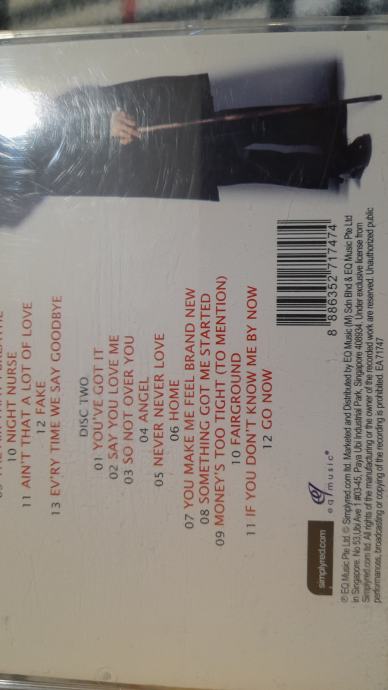 10 NIGHT NURSE
11 AIN'T THAT A LOT OF LOVE
12 FAKE
13 EV'RY TIME WE SAY GOODBYE
DISC TWO
01 YOU'VE GOT IT
02 SAY YOU LOVE ME
03 SO NOT OVER YOU
04 ANGEL
05 NEVER NEVER LOVE
06 HOME
07 YOU MAKE ME FEEL BRAND NEW
08 SOMETHING GOT ME STARTED
09 MONEY'S TOO TIGHT (TO MENTION)
10 FAIRGROUND
11 IF YOU DON'T KNOW ME BY NOW
12 GO NOW
8 886352 717474
simplyred.com
eq music
℗ EQ Music Pte Ltd. © Simplyred.com ltd. Marketed and Distributed by EQ Music (M) Sdn Bhd & EQ Music Pte Ltd
in Singapore. No 53,Ubi Ave 1 #03-45, Paya Ubi Industrial Park, Singapore 408934. Under exclusive license from
Simplyred.com ltd. All rights of the manufacturing or the owner of the recorded work are reserved. Unauthorized public
performances, broadcasting or copying of the recording is prohibited. EA71747